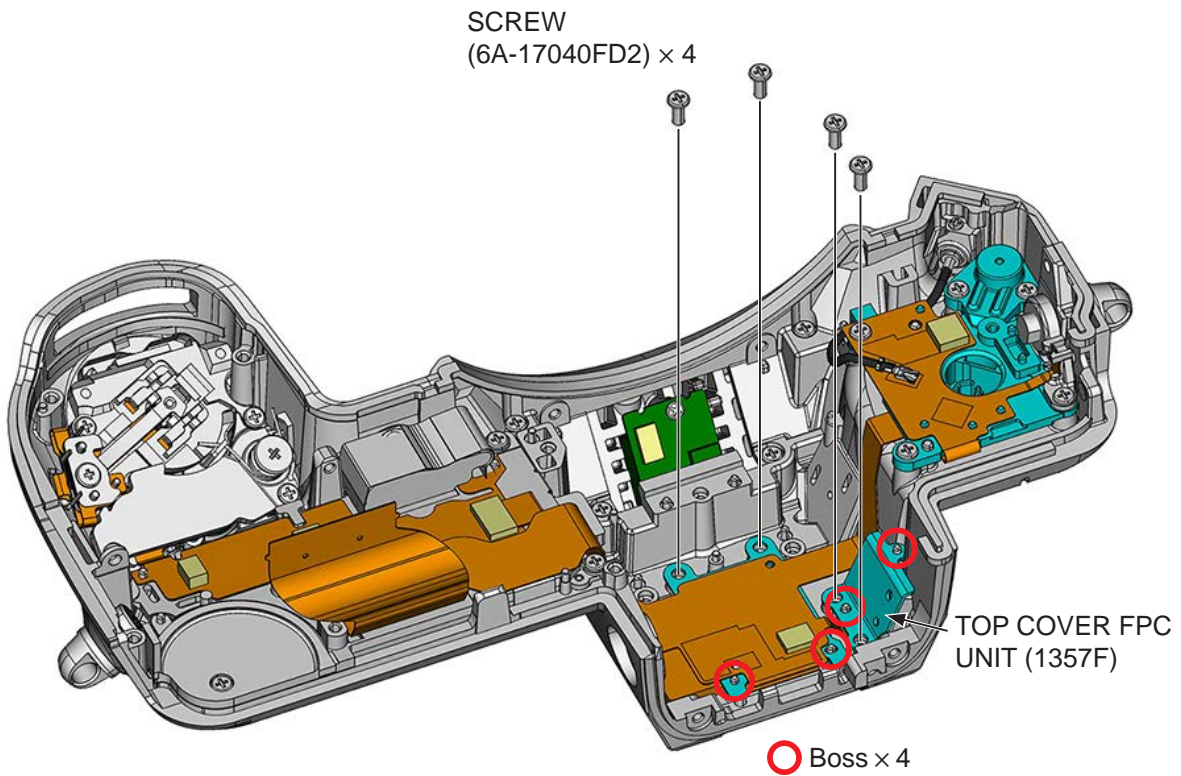 SCREW
(6A-17040FD2) × 4
TOP COVER FPC
UNIT (1357F)
Boss × 4